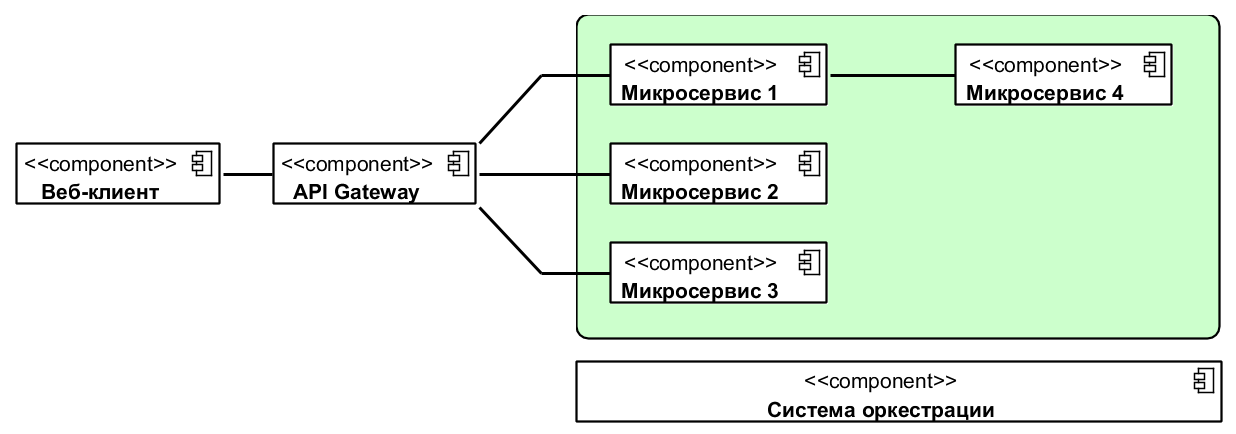 <<component>>
Веб-клиент
<<component>>
API Gateway
<<component>>
Микросервис 1
<<component>>
Микросервис 4
<<component>>
Микросервис 2
<<component>>
Микросервис 3
<<component>>
Система оркестрации